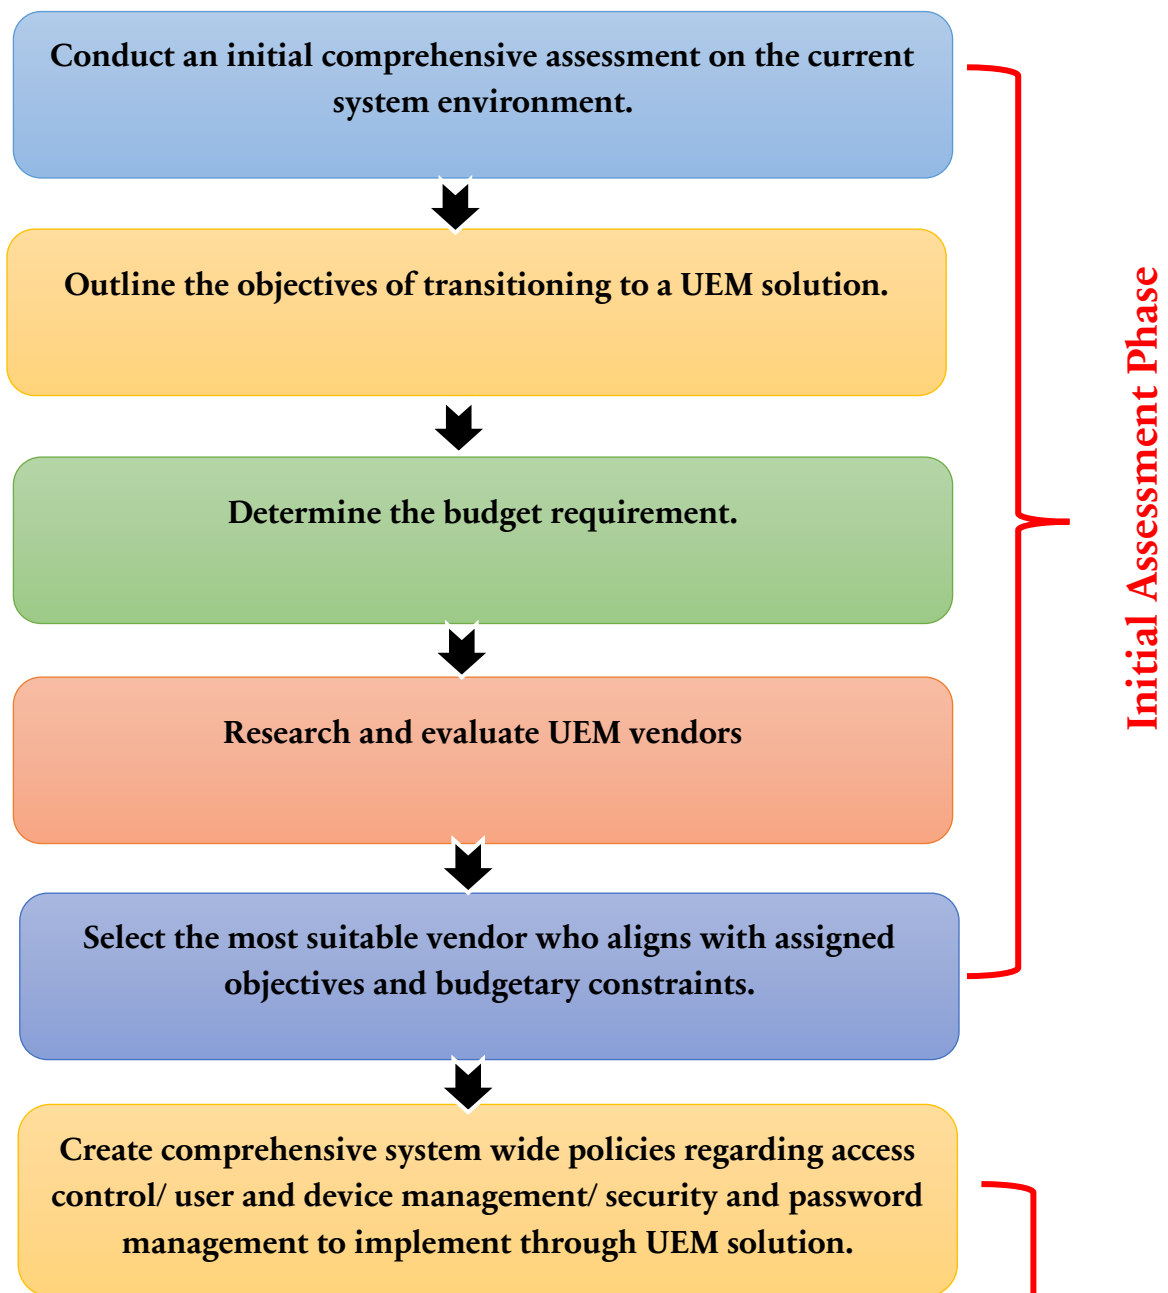 Conduct an initial comprehensive assessment on the current
system environment.
Outline the objectives of transitioning to a UEM solution.
Determine the budget requirement.
Research and evaluate UEM vendors
Select the most suitable vendor who aligns with assigned
objectives and budgetary constraints.
Create comprehensive system wide policies regarding access
control/ user and device management/ security and password
management to implement through UEM solution.
Initial Assessment Phase